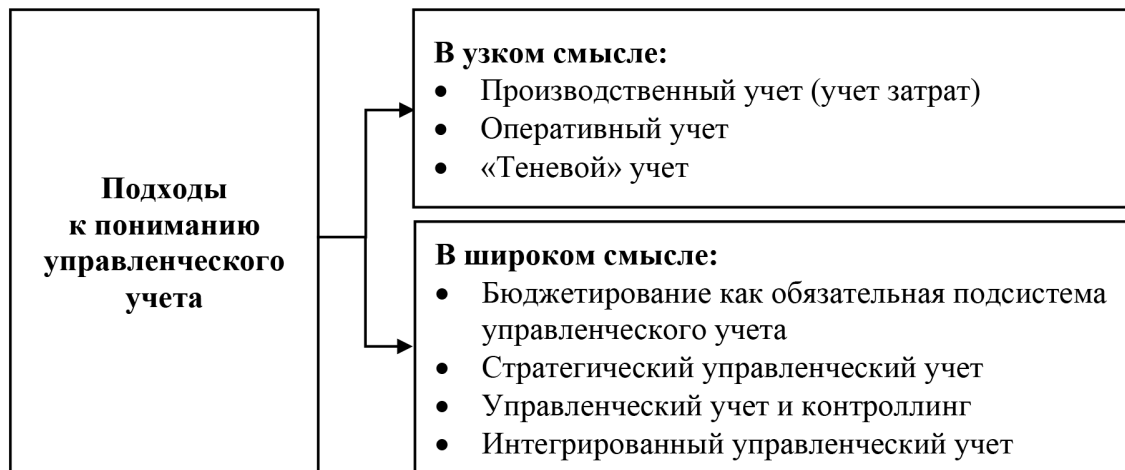 Подходы
к пониманию
управленческого
учета
В узком смысле:
• Производственный учет (учет затрат)
• Оперативный учет
• «Теневой» учет
В широком смысле:
• Бюджетирование как обязательная подсистема
управленческого учета
• Стратегический управленческий учет
• Управленческий учет и контроллинг
• Интегрированный управленческий учет